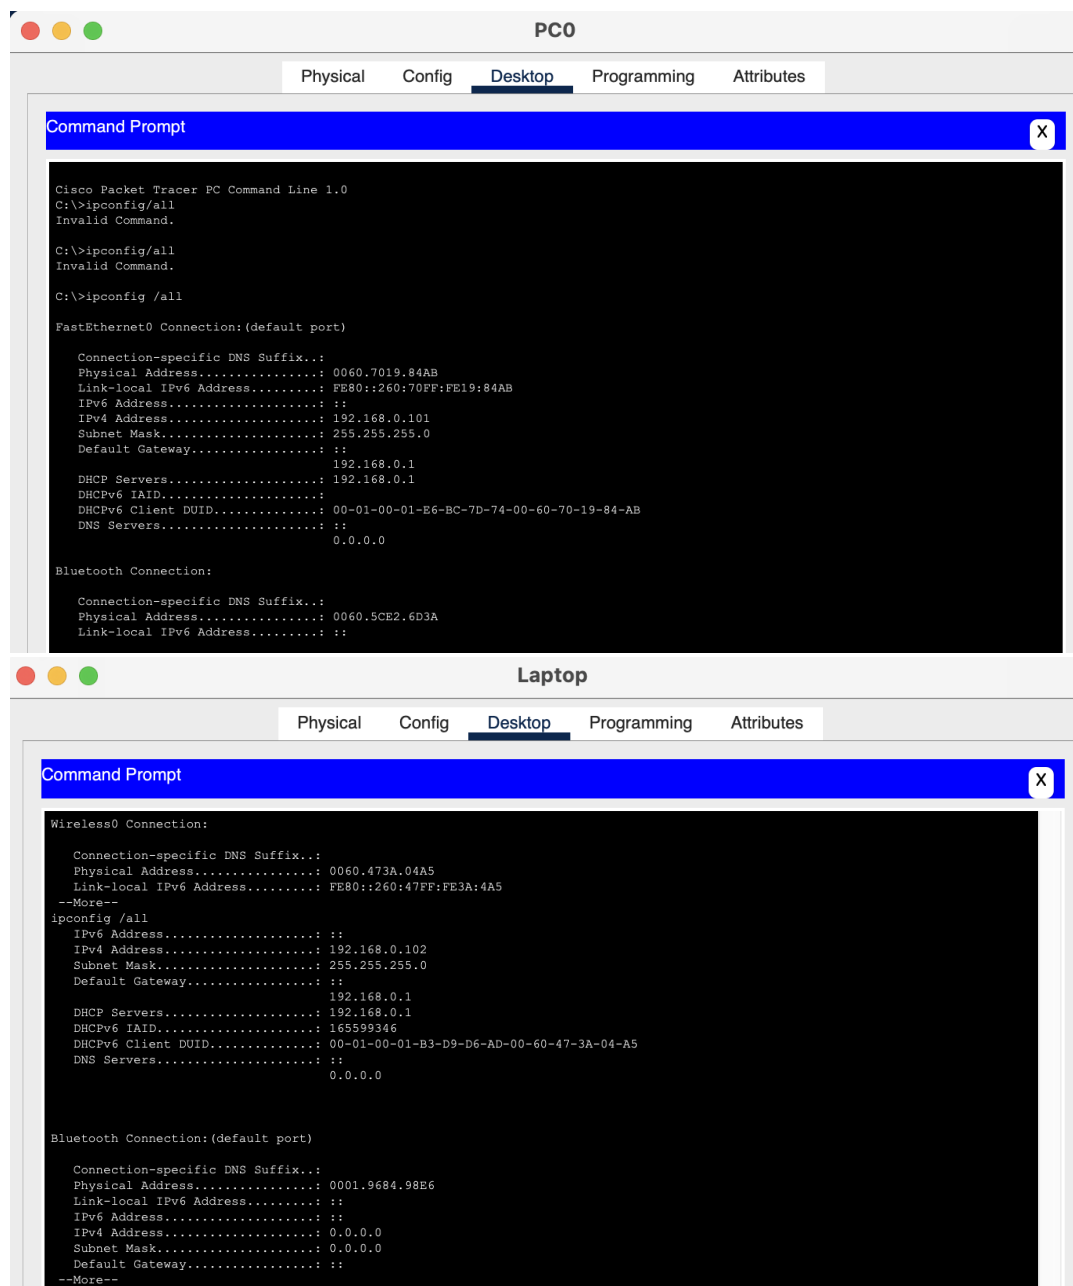 PC0
Physical Config Desktop Programming Attributes
Command Prompt X
Cisco Packet Tracer PC Command Line 1.0
C:\>ipconfig/all
Invalid Command.
C:\>ipconfig/all
Invalid Command.
C:\>ipconfig /all
FastEthernet0 Connection:(default port)
Connection-specific DNS Suffix..:
Physical Address................: 0060.7019.84AB
Link-local IPv6 Address.........: FE80::260:70FF:FE19:84AB
IPv6 Address....................: ::
IPv4 Address....................: 192.168.0.101
Subnet Mask.....................: 255.255.255.0
Default Gateway.................: ::
192.168.0.1
DHCP Servers....................: 192.168.0.1
DHCPv6 IAID.....................:
DHCPv6 Client DUID..............: 00-01-00-01-E6-BC-7D-74-00-60-70-19-84-AB
DNS Servers.....................: ::
0.0.0.0
Bluetooth Connection:
Connection-specific DNS Suffix..:
Physical Address................: 0060.5CE2.6D3A
Link-local IPv6 Address.........: ::
Laptop
Physical Config Desktop Programming Attributes
Command Prompt X
Wireless0 Connection:
Connection-specific DNS Suffix..:
Physical Address................: 0060.473A.04A5
Link-local IPv6 Address.........: FE80::260:47FF:FE3A:4A5
--More--
ipconfig /all
IPv6 Address....................: ::
IPv4 Address....................: 192.168.0.102
Subnet Mask.....................: 255.255.255.0
Default Gateway.................: ::
192.168.0.1
DHCP Servers....................: 192.168.0.1
DHCPv6 IAID.....................: 165599346
DHCPv6 Client DUID..............: 00-01-00-01-B3-D9-D6-AD-00-60-47-3A-04-A5
DNS Servers.....................: ::
0.0.0.0
Bluetooth Connection:(default port)
Connection-specific DNS Suffix..:
Physical Address................: 0001.9684.98E6
Link-local IPv6 Address.........: ::
IPv6 Address....................: ::
IPv4 Address....................: 0.0.0.0
Subnet Mask.....................: 0.0.0.0
Default Gateway.................: ::
--More--